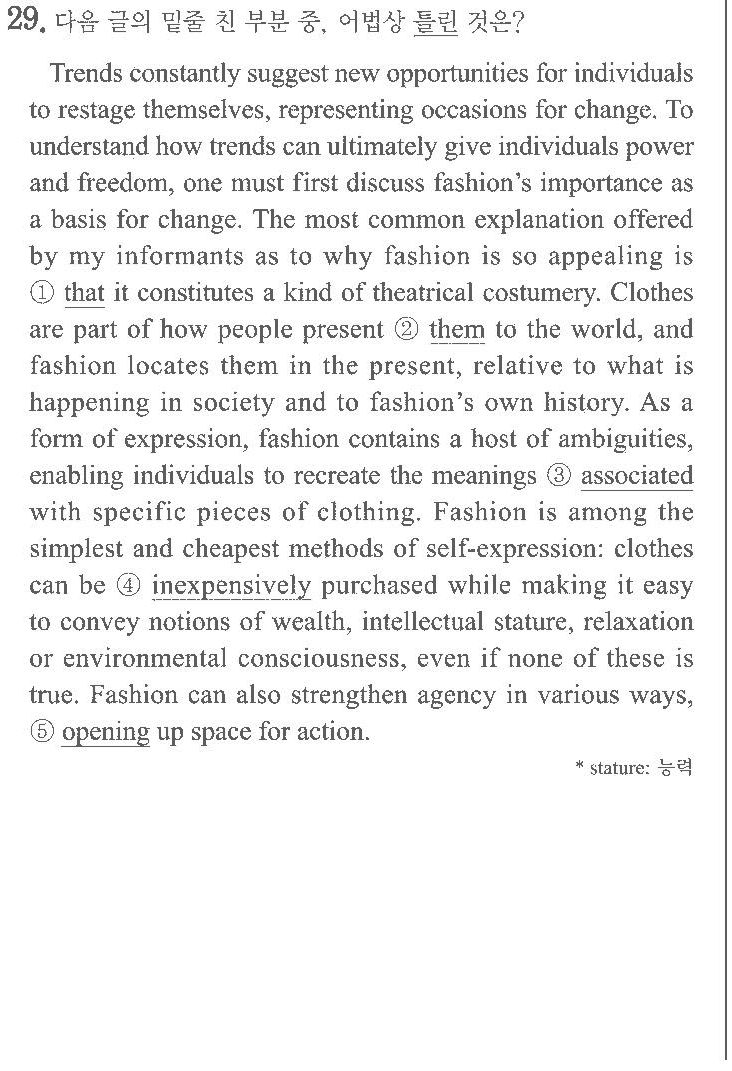 29. 다음 글의 밑줄 친 부분 중, 어법상 틀린 것은?
Trends constantly suggest new opportunities for individuals
to restage themselves, representing occasions for change. To
understand how trends can ultimately give individuals power
and freedom, one must first discuss fashion's importance as
a basis for change. The most common explanation offered
by my informants as to why fashion is so appealing is
① that it constitutes a kind of theatrical costumery. Clothes
are part of how people present ② them to the world, and
fashion locates them in the present, relative to what is
happening in society and to fashion's own history. As a
form of expression, fashion contains a host of ambiguities,
enabling individuals to recreate the meanings ③ associated
with specific pieces of clothing. Fashion is among the
simplest and cheapest methods of self-expression: clothes
can be ④ inexpensively purchased while making it easy
to convey notions of wealth, intellectual stature, relaxation
or environmental consciousness, even if none of these is
true. Fashion can also strengthen agency in various ways,
⑤ opening up space for action.
* stature: 능력